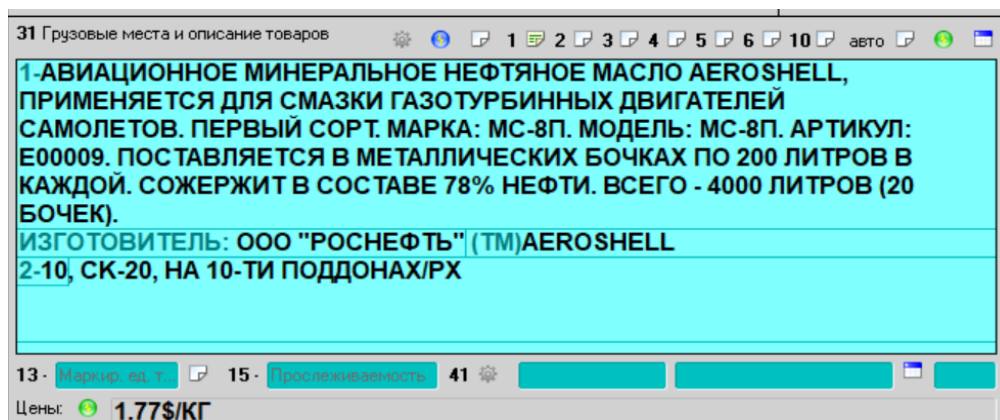 31 Грузовые места и описание товаров 1 2 3 4 5 6 10 авто
1-АВИАЦИОННОЕ МИНЕРАЛЬНОЕ НЕФТЯНОЕ МАСЛО AEROSHELL,
ПРИМЕНЯЕТСЯ ДЛЯ СМАЗКИ ГАЗОТУРБИННЫХ ДВИГАТЕЛЕЙ
САМОЛЕТОВ. ПЕРВЫЙ СОРТ. МАРКА: МС-8П. МОДЕЛЬ: МС-8П. АРТИКУЛ:
Е00009. ПОСТАВЛЯЕТСЯ В МЕТАЛЛИЧЕСКИХ БОЧКАХ ПО 200 ЛИТРОВ В
КАЖДОЙ. СОЖЕРЖИТ В СОСТАВЕ 78% НЕФТИ. ВСЕГО - 4000 ЛИТРОВ (20
БОЧЕК).
ИЗГОТОВИТЕЛЬ: ООО "РОСНЕФТЬ" (TM)AEROSHELL
2-10, СК-20, НА 10-ТИ ПОДДОНАХ/РХ
13 - Маркир. ед. т... 15 - Прослеживаемость 41
Цены: 1.77$/КГ